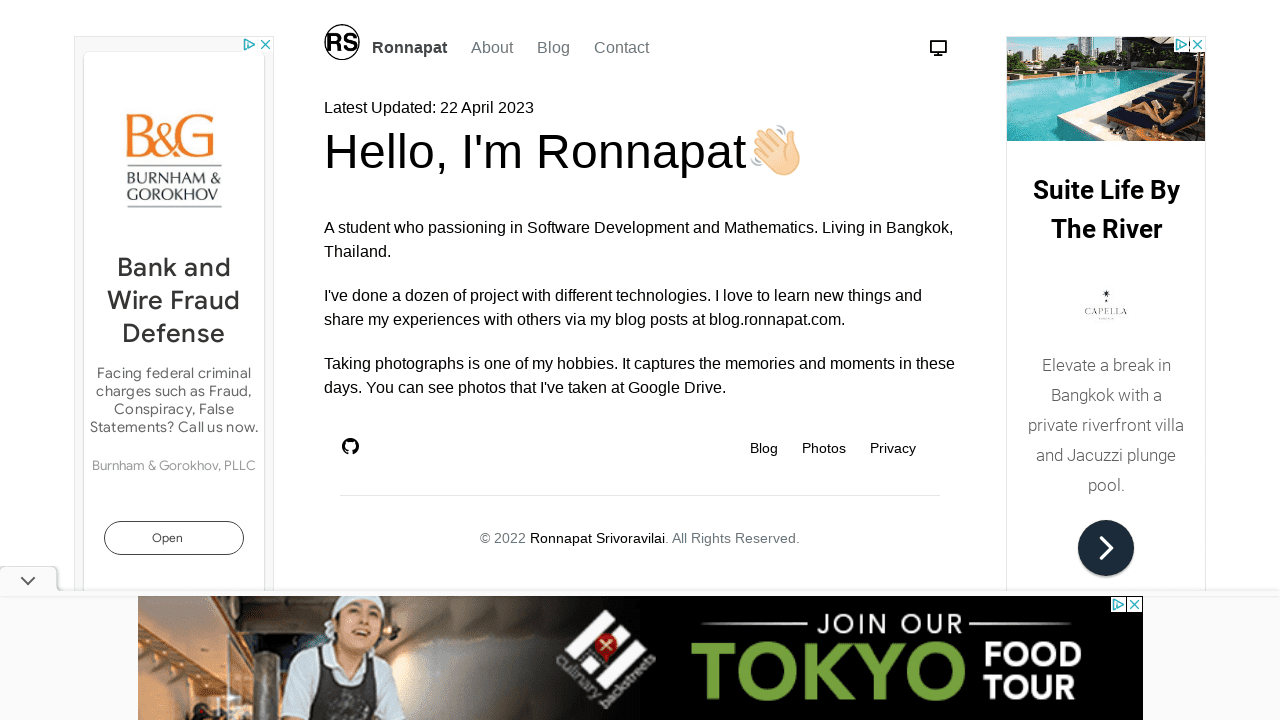 RS
Ronnapat About Blog Contact
Latest Updated: 22 April 2023
Hello, I'm Ronnapat👋🏻
A student who passioning in Software Development and Mathematics. Living in Bangkok,
Thailand.
I've done a dozen of project with different technologies. I love to learn new things and
share my experiences with others via my blog posts at blog.ronnapat.com.
Taking photographs is one of my hobbies. It captures the memories and moments in these
days. You can see photos that I've taken at Google Drive.
Blog Photos Privacy
© 2022 Ronnapat Srivoravilai. All Rights Reserved.
B&G
BURNHAM &
GOROKHOV
Bank and
Wire Fraud
Defense
Facing federal criminal
charges such as Fraud,
Conspiracy, False
Statements? Call us now.
Burnham & Gorokhov, PLLC
Open
Suite Life By
The River
CAPELLA
Elevate a break in
Bangkok with a
private riverfront villa
and Jacuzzi plunge
pool.
culinary
backstreets
JOIN OUR
TOKYO
FOOD
TOUR